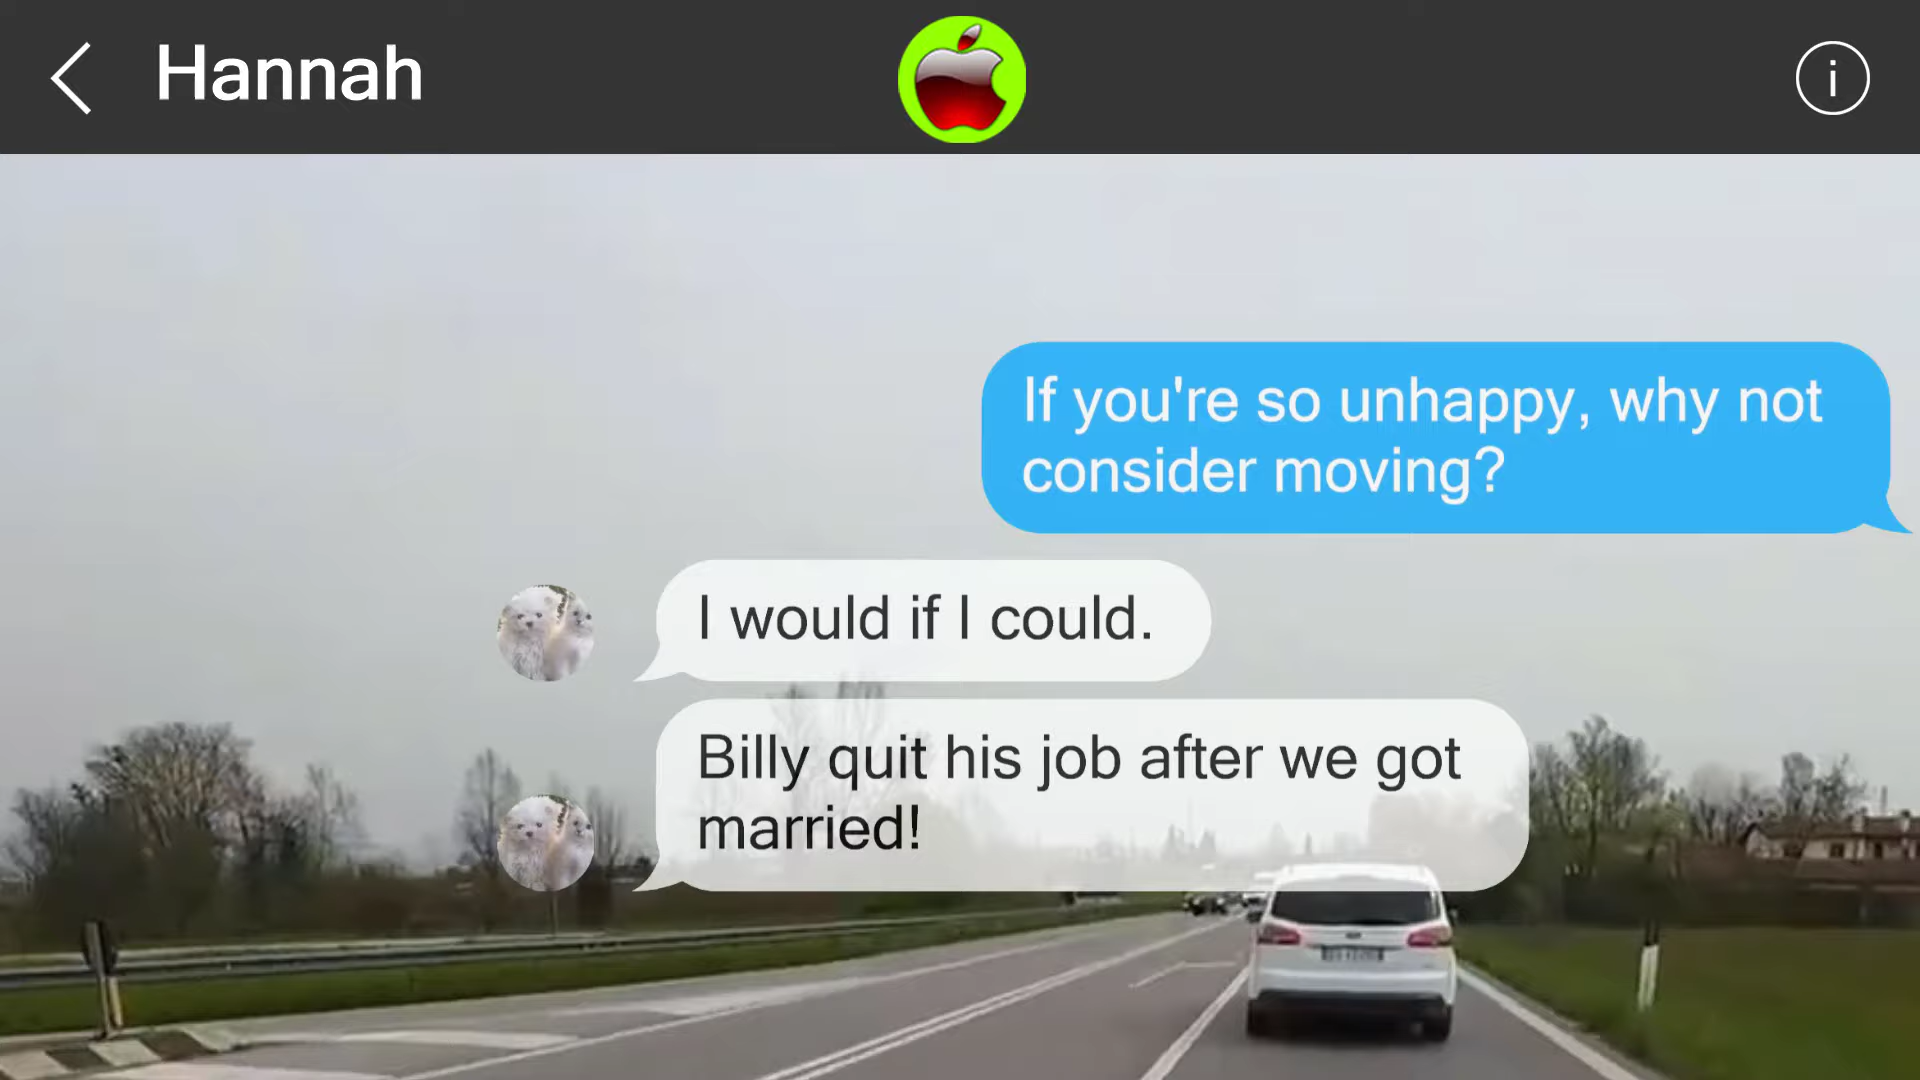 Hannah
i
If you're so unhappy, why not
consider moving?
I would if I could.
Billy quit his job after we got
married!